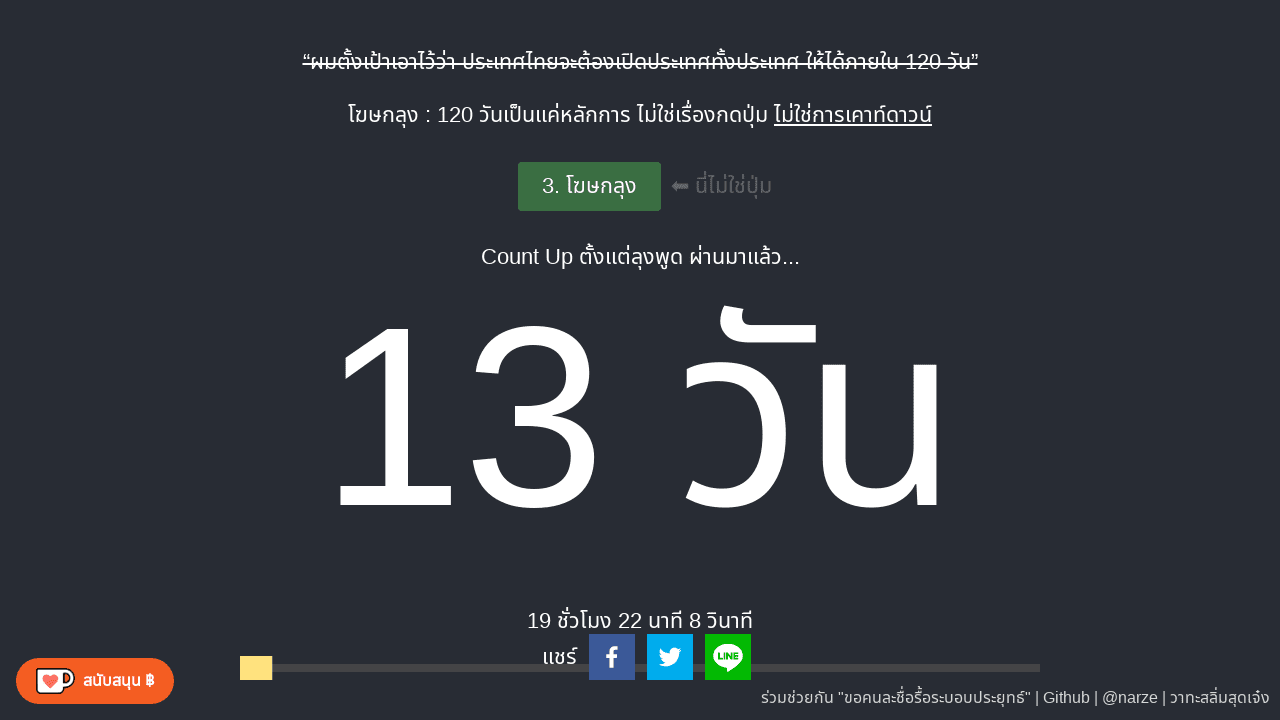 “ผมตั้งเป้าเอาไว้ว่า ประเทศไทยจะต้องเปิดประเทศทั้งประเทศ ให้ได้ภายใน 120 วัน”
โฆษกลุง : 120 วันเป็นแค่หลักการ ไม่ใช่เรื่องกดปุ่ม ไม่ใช่การเคาท์ดาวน์
3. โฆษกลุง ⬅ นี่ไม่ใช่ปุ่ม
Count Up ตั้งแต่ลุงพูด ผ่านมาแล้ว...
13 วัน
19 ชั่วโมง 22 นาที 8 วินาที
แชร์
LINE
สนับสนุน ฿
ร่วมช่วยกัน "ขอคนละชื่อรื้อระบอบประยุทธ์" | Github | @narze | วาทะสลิ่มสุดเจ๋ง